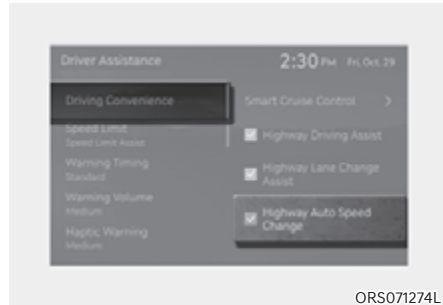 Driver Assistance
2:30 PM Fri, Oct. 29
Driving Convenience
Speed Limit
Speed Limit Assist
Warning Timing
Standard
Warning Volume
Medium
Haptic Warning
Medium
Smart Cruise Control >
Highway Driving Assist
Highway Lane Change
Assist
Highway Auto Speed
Change
ORS071274L